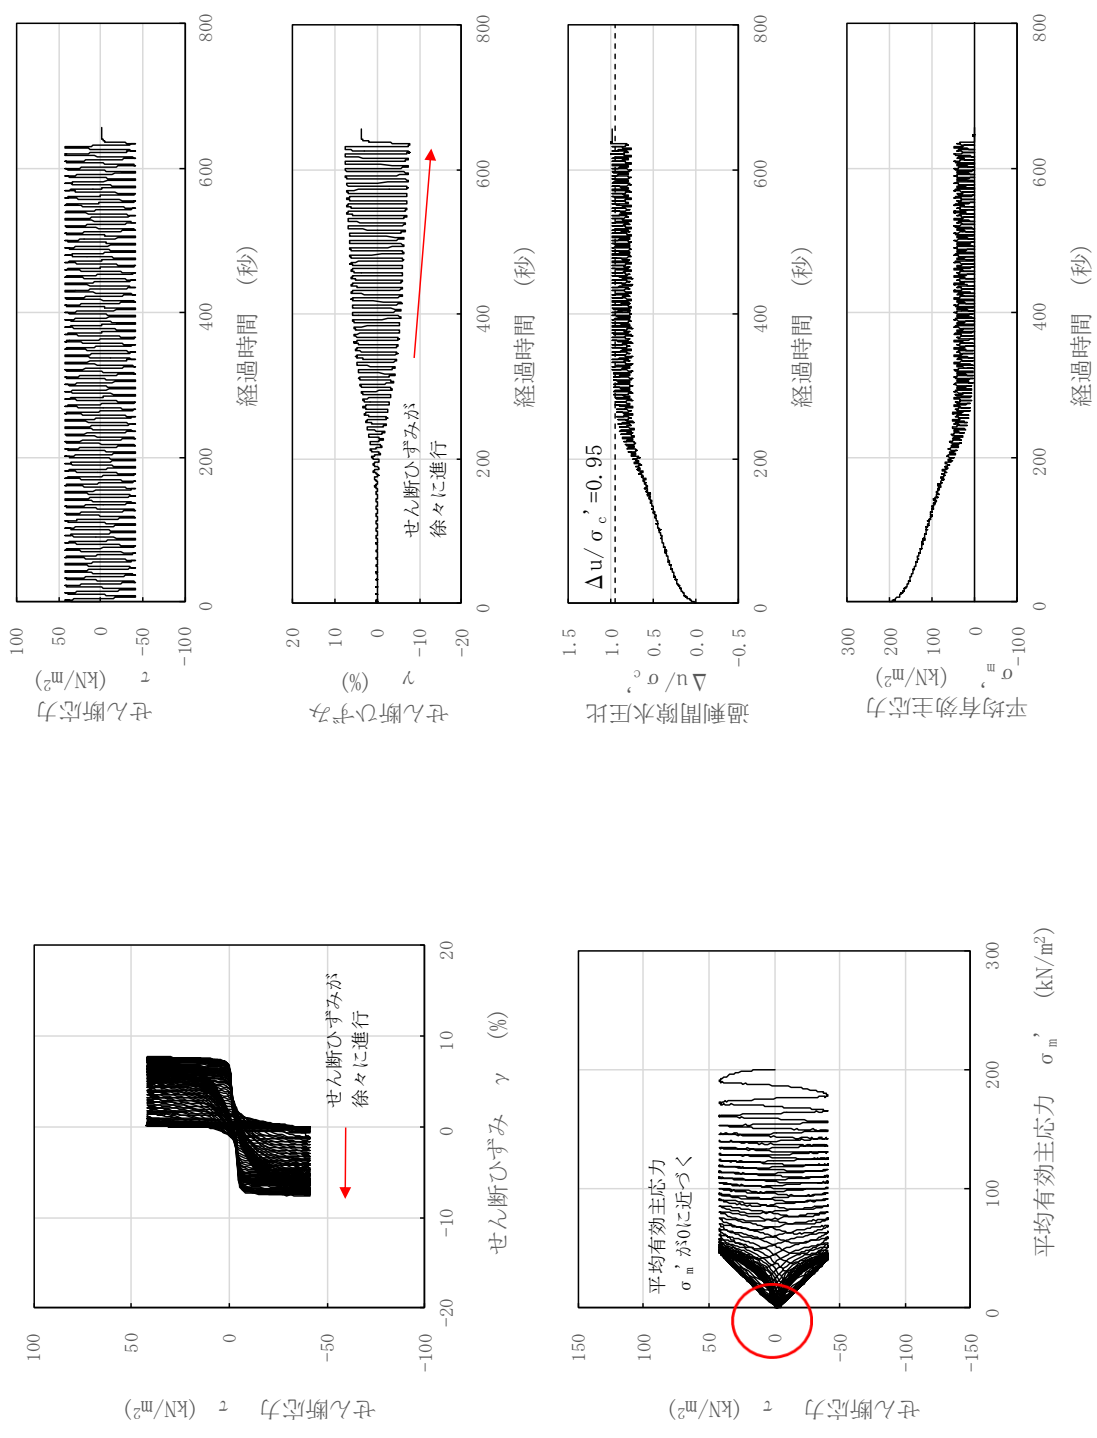 せん断応力
τ (kN/m²)
100
50
0
-50
-100
0
200
400
600
800
経過時間 (秒)
せん断ひずみ
γ (%)
20
10
0
-10
-20
せん断ひずみが
徐々に進行
0
200
400
600
800
経過時間 (秒)
過剰間隙水圧比
Δu/σc'
1.5
1.0
0.5
0.0
-0.5
Δu/σc'=0.95
0
200
400
600
800
経過時間 (秒)
平均有効主応力
σm' (kN/m²)
300
200
100
0
-100
0
200
400
600
800
経過時間 (秒)
せん断応力 τ (kN/m²)
100
50
0
-50
-100
せん断ひずみが
徐々に進行
-20
-10
0
10
20
せん断ひずみ γ (%)
せん断応力 τ (kN/m²)
150
100
50
0
-50
-100
-150
平均有効主応力
σm'が0に近づく
0
100
200
300
平均有効主応力 σm' (kN/m²)